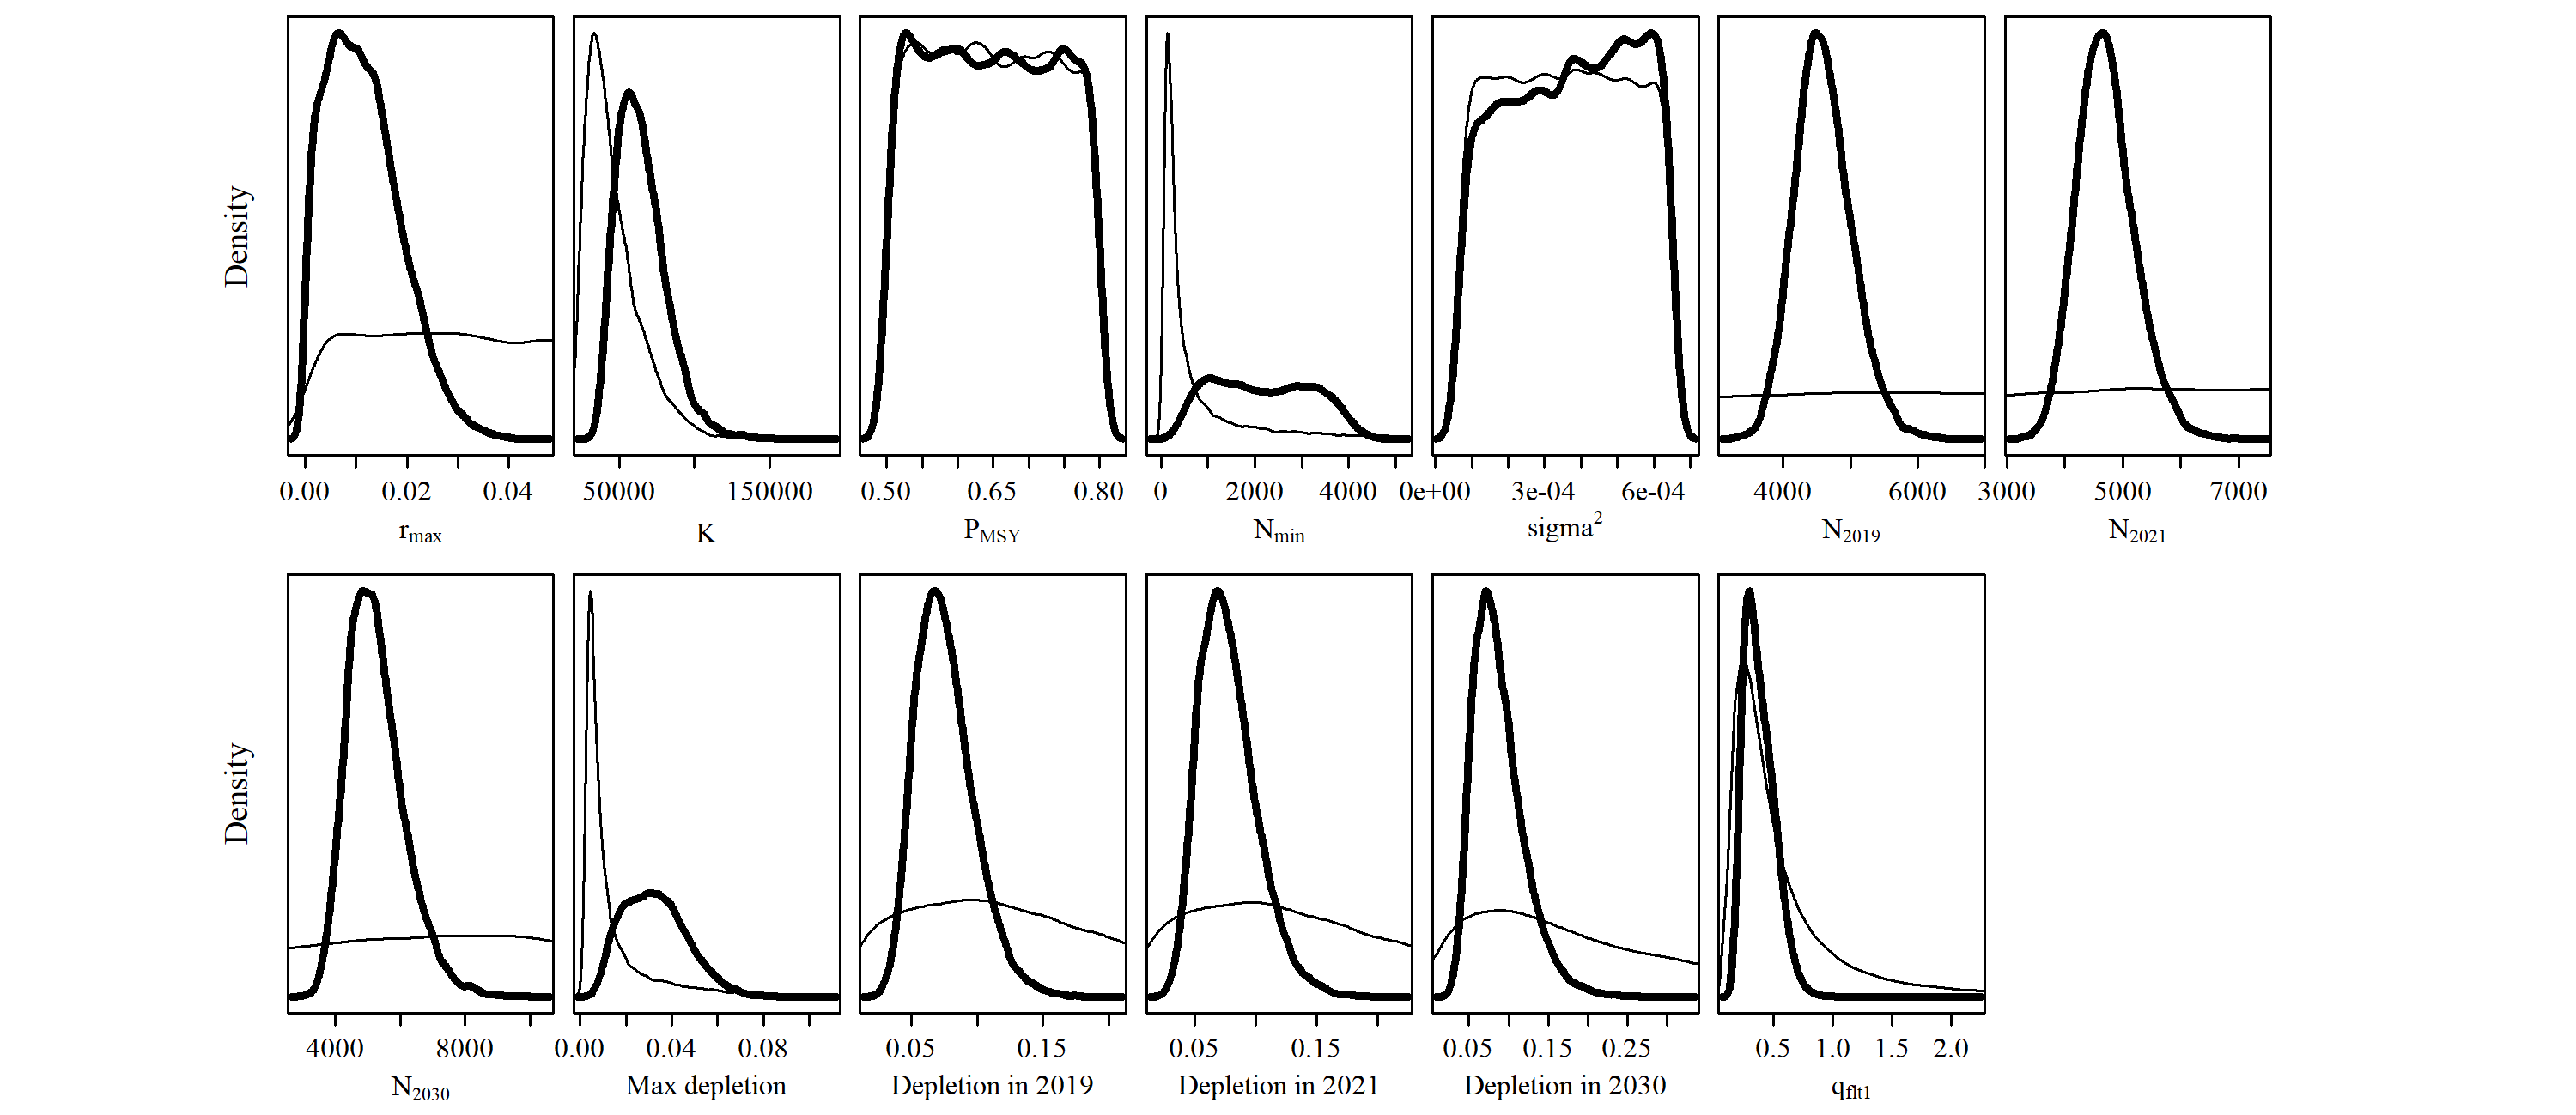 Density
0.00 0.02 0.04
r_max
50000 150000
K
0.50 0.65 0.80
P_MSY
0 2000 4000
N_min
0e+00 3e-04 6e-04
sigma²
4000 6000
N_2019
3000 5000 7000
N_2021
Density
4000 8000
N_2030
0.00 0.04 0.08
Max depletion
0.05 0.15
Depletion in 2019
0.05 0.15
Depletion in 2021
0.05 0.15 0.25
Depletion in 2030
0.5 1.0 1.5 2.0
q_flt1